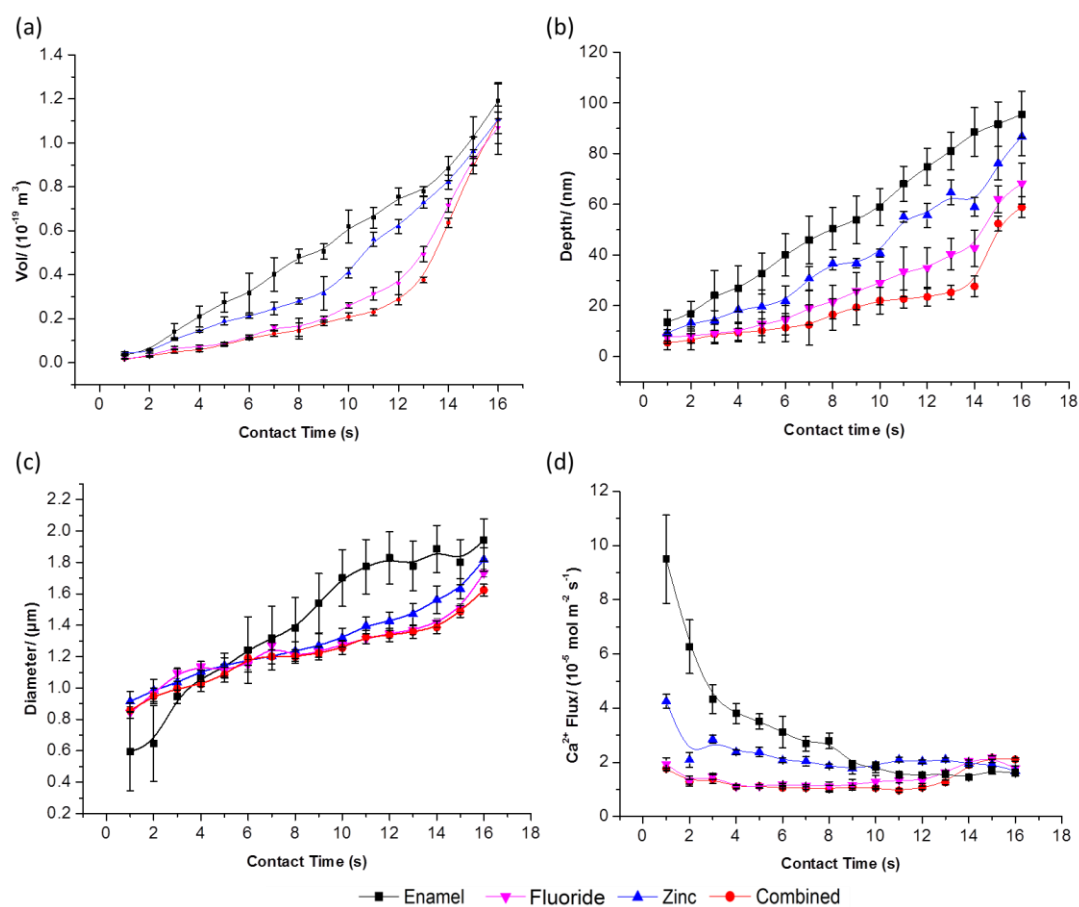 (a)
Vol/ (10⁻¹⁹ m³)
1.4
1.2
1.0
0.8
0.6
0.4
0.2
0.0
0 2 4 6 8 10 12 14 16
Contact Time (s)
(b)
Depth/ (nm)
120
100
80
60
40
20
0
0 2 4 6 8 10 12 14 16 18
Contact time (s)
(c)
Diameter/ (µm)
2.2
2.0
1.8
1.6
1.4
1.2
1.0
0.8
0.6
0.4
0.2
0 2 4 6 8 10 12 14 16 18
Contact Time (s)
(d)
Ca²⁺ Flux/ (10⁻⁵ mol m⁻² s⁻¹)
12
10
8
6
4
2
0
0 2 4 6 8 10 12 14 16 18
Contact Time (s)
Enamel Fluoride Zinc Combined